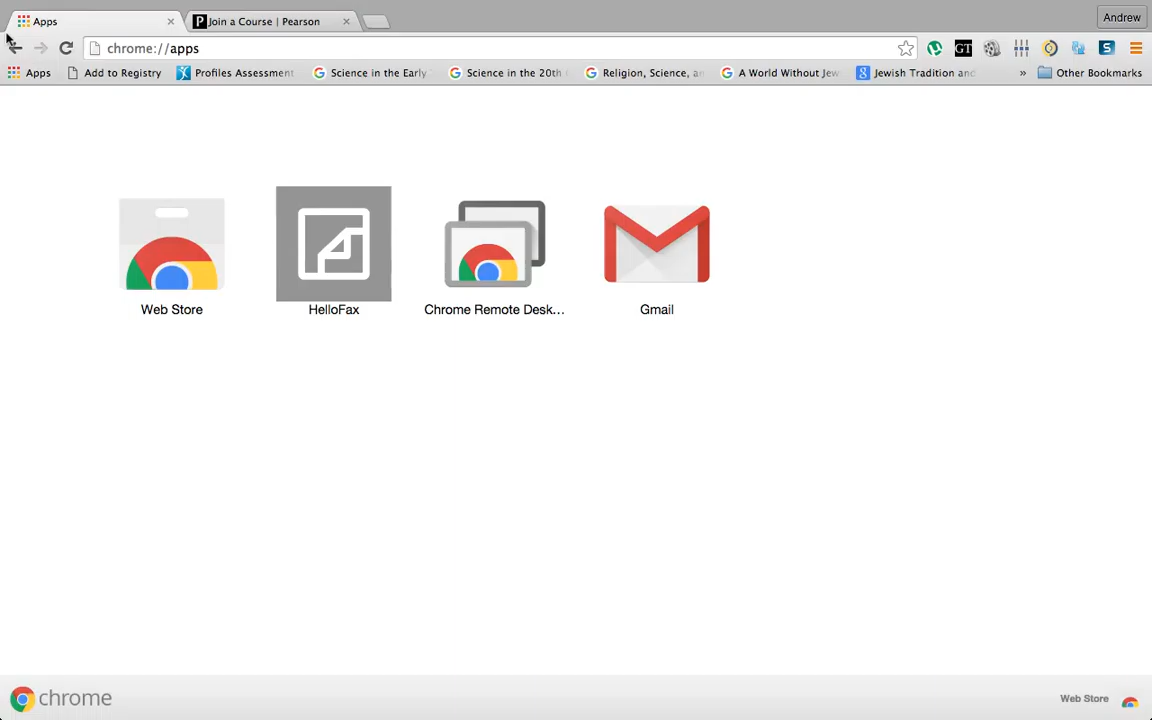 Apps
Join a Course | Pearson
Andrew
chrome://apps
GT
Apps
Add to Registry
Profiles Assessment
Science in the Early
Science in the 20th
Religion, Science, an
A World Without Jew
Jewish Tradition and
»
Other Bookmarks
Web Store
HelloFax
Chrome Remote Desk...
Gmail
chrome
Web Store